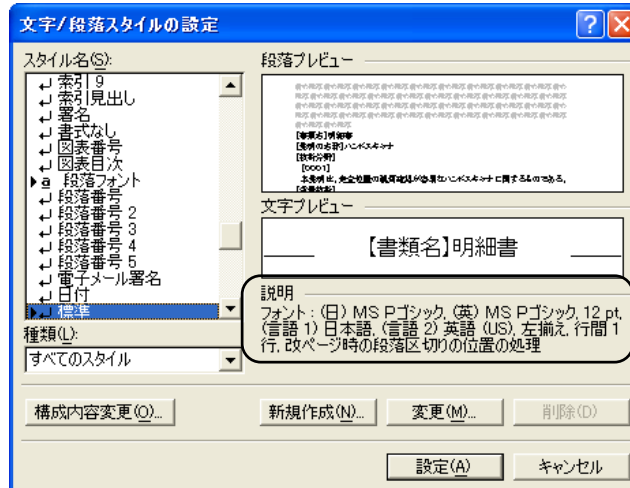 文字/段落スタイルの設定
スタイル名(S):
索引 9
索引見出し
署名
書式なし
図表番号
図表目次
a 段落フォント
段落番号
段落番号 2
段落番号 3
段落番号 4
段落番号 5
電子メール署名
日付
標準
種類(L):
すべてのスタイル
段落プレビュー
【書類名】明細書
【発明の名称】ハンドスキャナ
【技術分野】
【0001】
文字プレビュー
【書類名】明細書
説明
フォント : (日) MS Pゴシック, (英) MS Pゴシック, 12 pt,
(言語 1) 日本語, (言語 2) 英語 (US), 左揃え, 行間 1
行, 改ページ時の段落区切りの位置の処理
構成内容変更(O)...
新規作成(N)...
変更(M)...
削除(D)
設定(A)
キャンセル